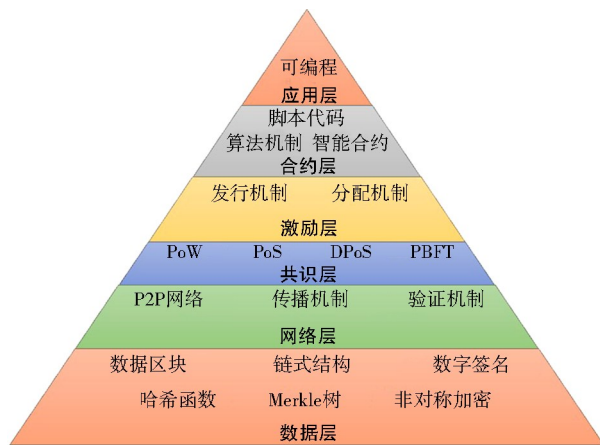 可编程
应用层
脚本代码
算法机制 智能合约
合约层
发行机制 分配机制
激励层
PoW PoS DPoS PBFT
共识层
P2P网络 传播机制 验证机制
网络层
数据区块 链式结构 数字签名
哈希函数 Merkle树 非对称加密
数据层